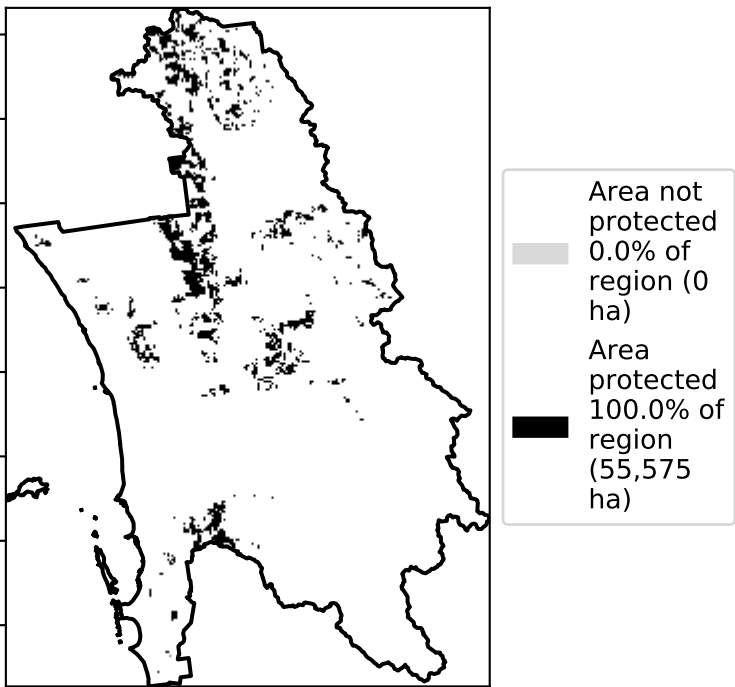 Area not
protected
0.0% of
region (0
ha)
Area
protected
100.0% of
region
(55,575
ha)